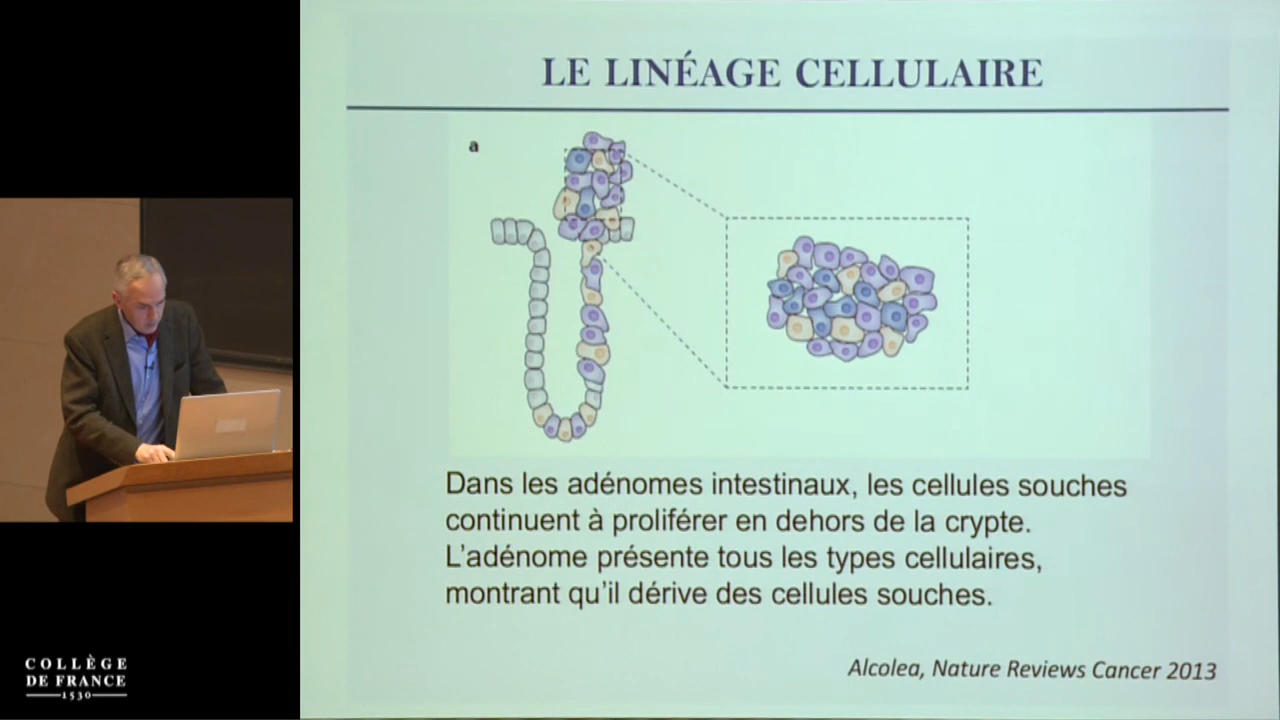 LE LINÉAGE CELLULAIRE
a
Dans les adénomes intestinaux, les cellules souches
continuent à proliférer en dehors de la crypte.
L'adénome présente tous les types cellulaires,
montrant qu'il dérive des cellules souches.
Alcolea, Nature Reviews Cancer 2013
COLLÈGE
DE FRANCE
1530